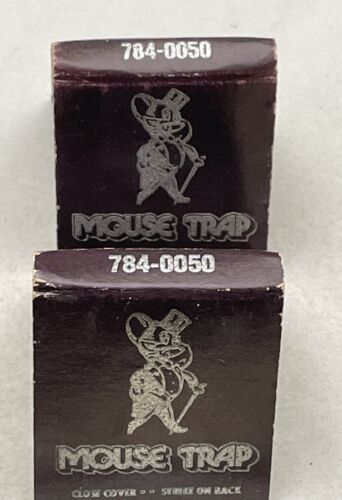 784-0050
MOUSE TRAP
784-0050
MOUSE TRAP
CLOSE COVER •• STRIKE ON BACK